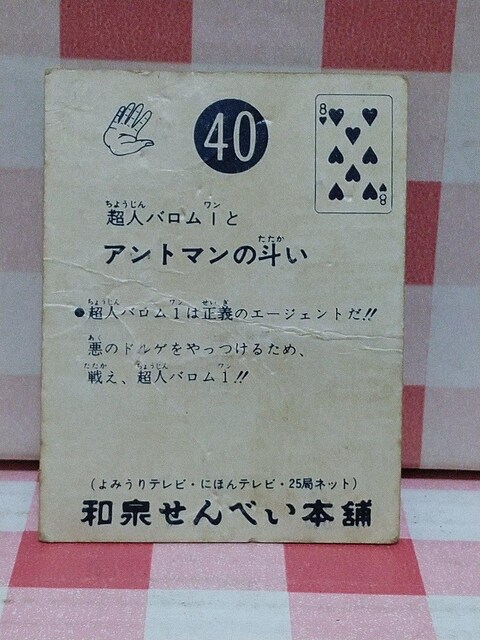 40
8
超人バロム1と
アントマンの斗い
●超人バロム1は正義のエージェントだ!!
悪のドルゲをやっつけるため、
戦え、超人バロム1!!
(よみうりテレビ・にほんテレビ・25局ネット)
和泉せんべい本舗
8